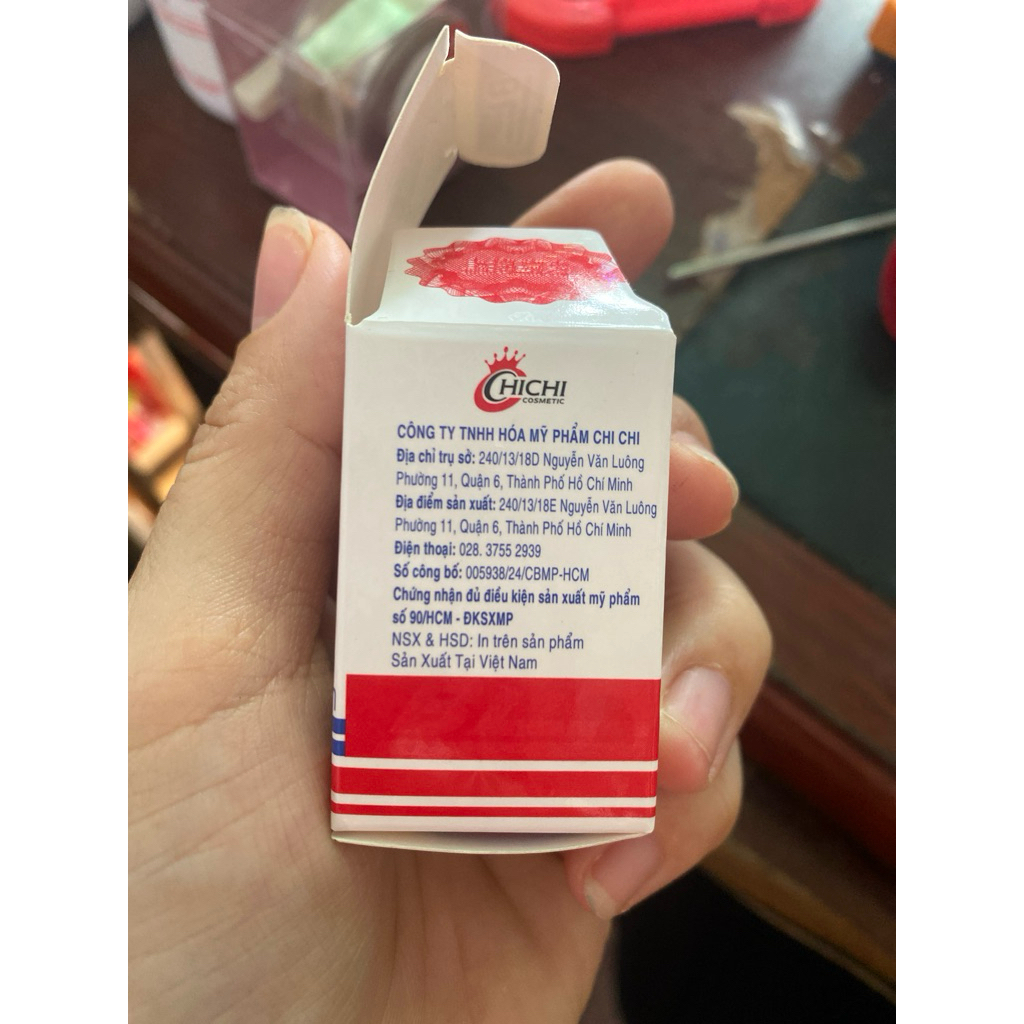 CHICHI
COSMETIC
CÔNG TY TNHH HÓA MỸ PHẨM CHI CHI
Địa chỉ trụ sở: 240/13/18D Nguyễn Văn Luông
Phường 11, Quận 6, Thành Phố Hồ Chí Minh
Địa điểm sản xuất: 240/13/18E Nguyễn Văn Luông
Phường 11, Quận 6, Thành Phố Hồ Chí Minh
Điện thoại: 028. 3755 2939
Số công bố: 005938/24/CBMP-HCM
Chứng nhận đủ điều kiện sản xuất mỹ phẩm
số 90/HCM - ĐKSXMP
NSX & HSD: In trên sản phẩm
Sản Xuất Tại Việt Nam